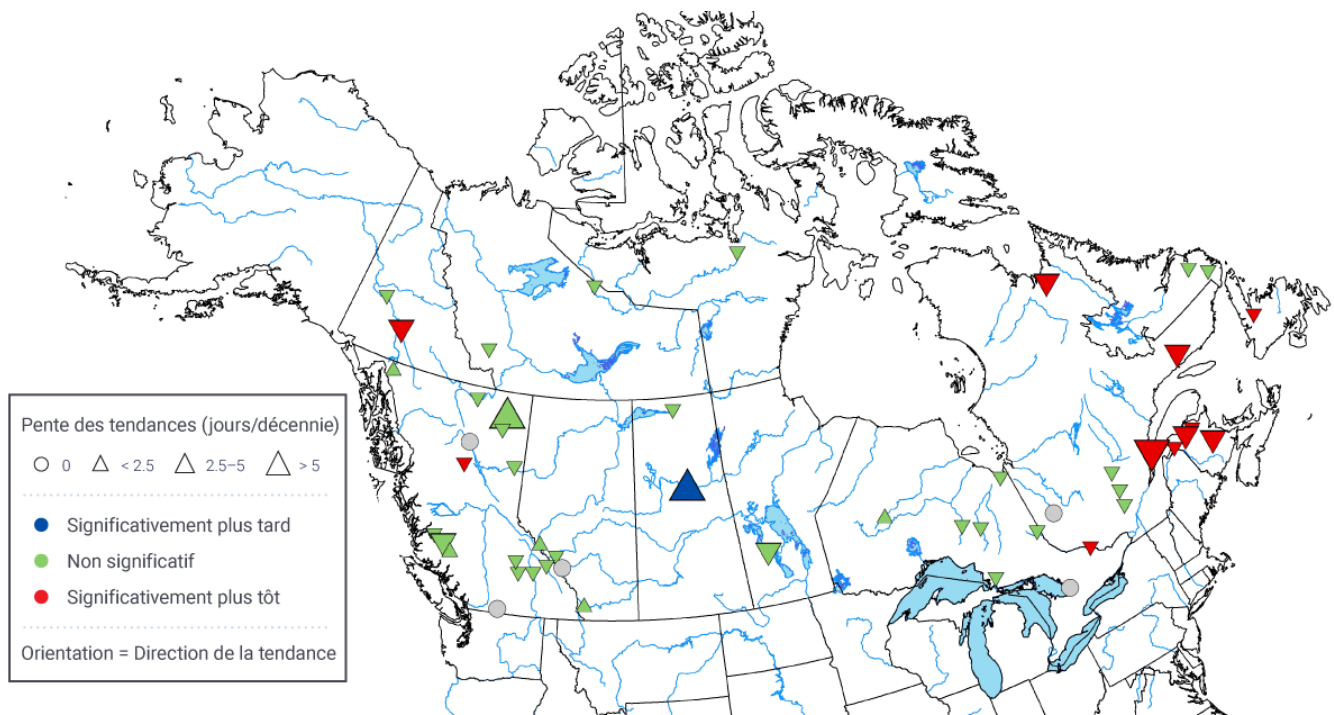 Pente des tendances (jours/décennie)
0 < 2.5 2.5–5 > 5
Significativement plus tard
Non significatif
Significativement plus tôt
Orientation = Direction de la tendance